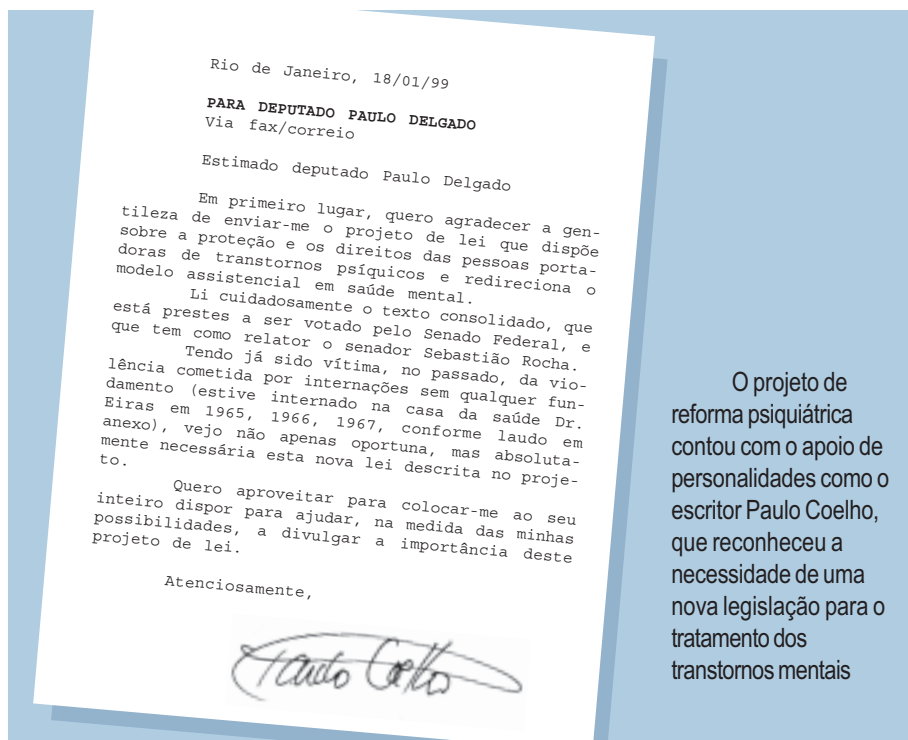 Rio de Janeiro, 18/01/99
PARA DEPUTADO PAULO DELGADO
Via fax/correio
Estimado deputado Paulo Delgado
Em primeiro lugar, quero agradecer a gen-
tileza de enviar-me o projeto de lei que dispõe
sobre a proteção e os direitos das pessoas porta-
doras de transtornos psíquicos e redireciona o
modelo assistencial em saúde mental.
Li cuidadosamente o texto consolidado, que
está prestes a ser votado pelo Senado Federal, e
que tem como relator o senador Sebastião Rocha.
Tendo já sido vítima, no passado, da vio-
lência cometida por internações sem qualquer fun-
damento (estive internado na casa da saúde Dr.
Eiras em 1965, 1966, 1967, conforme laudo em
anexo), vejo não apenas oportuna, mas absoluta-
mente necessária esta nova lei descrita no proje-
to.
Quero aproveitar para colocar-me ao seu
inteiro dispor para ajudar, na medida das minhas
possibilidades, a divulgar a importância deste
projeto de lei.
Atenciosamente,
Paulo Coelho
O projeto de
reforma psiquiátrica
contou com o apoio de
personalidades como o
escritor Paulo Coelho,
que reconheceu a
necessidade de uma
nova legislação para o
tratamento dos
transtornos mentais